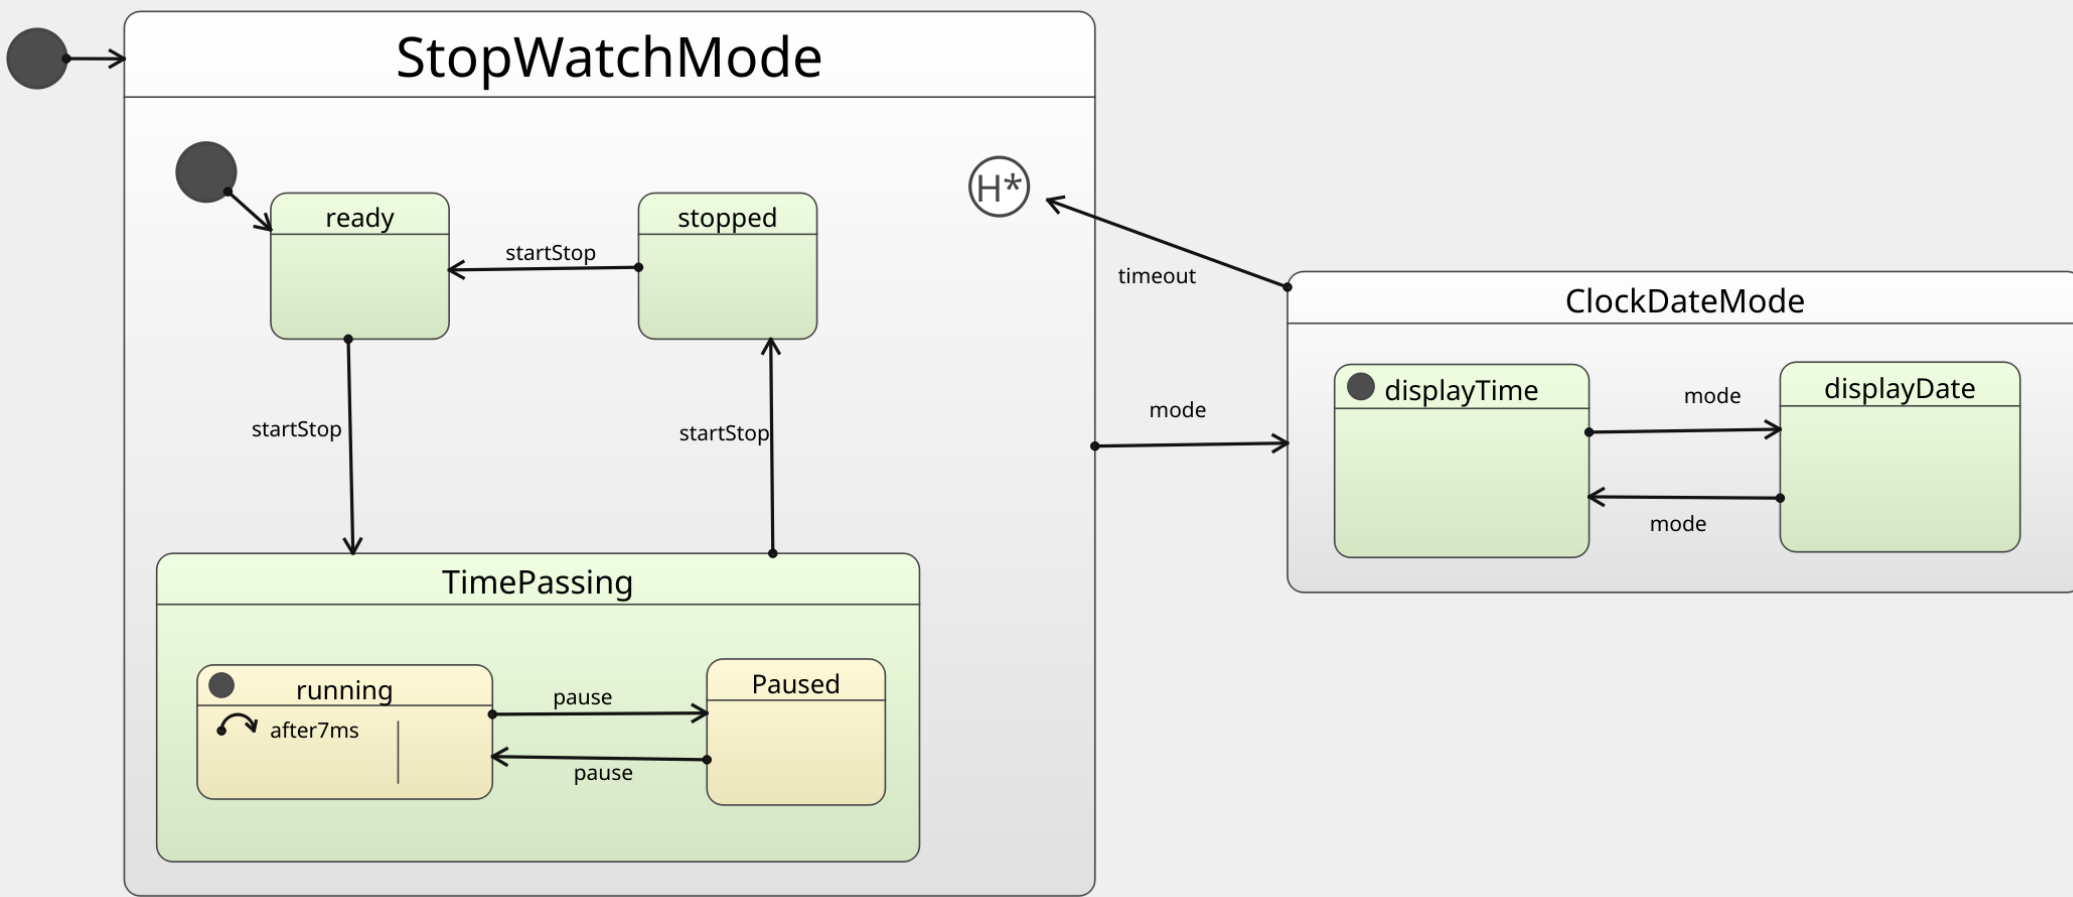 StopWatchMode
H*
ready
stopped
startStop
timeout
ClockDateMode
displayTime
mode
displayDate
mode
startStop
startStop
mode
TimePassing
running
pause
Paused
after7ms
pause